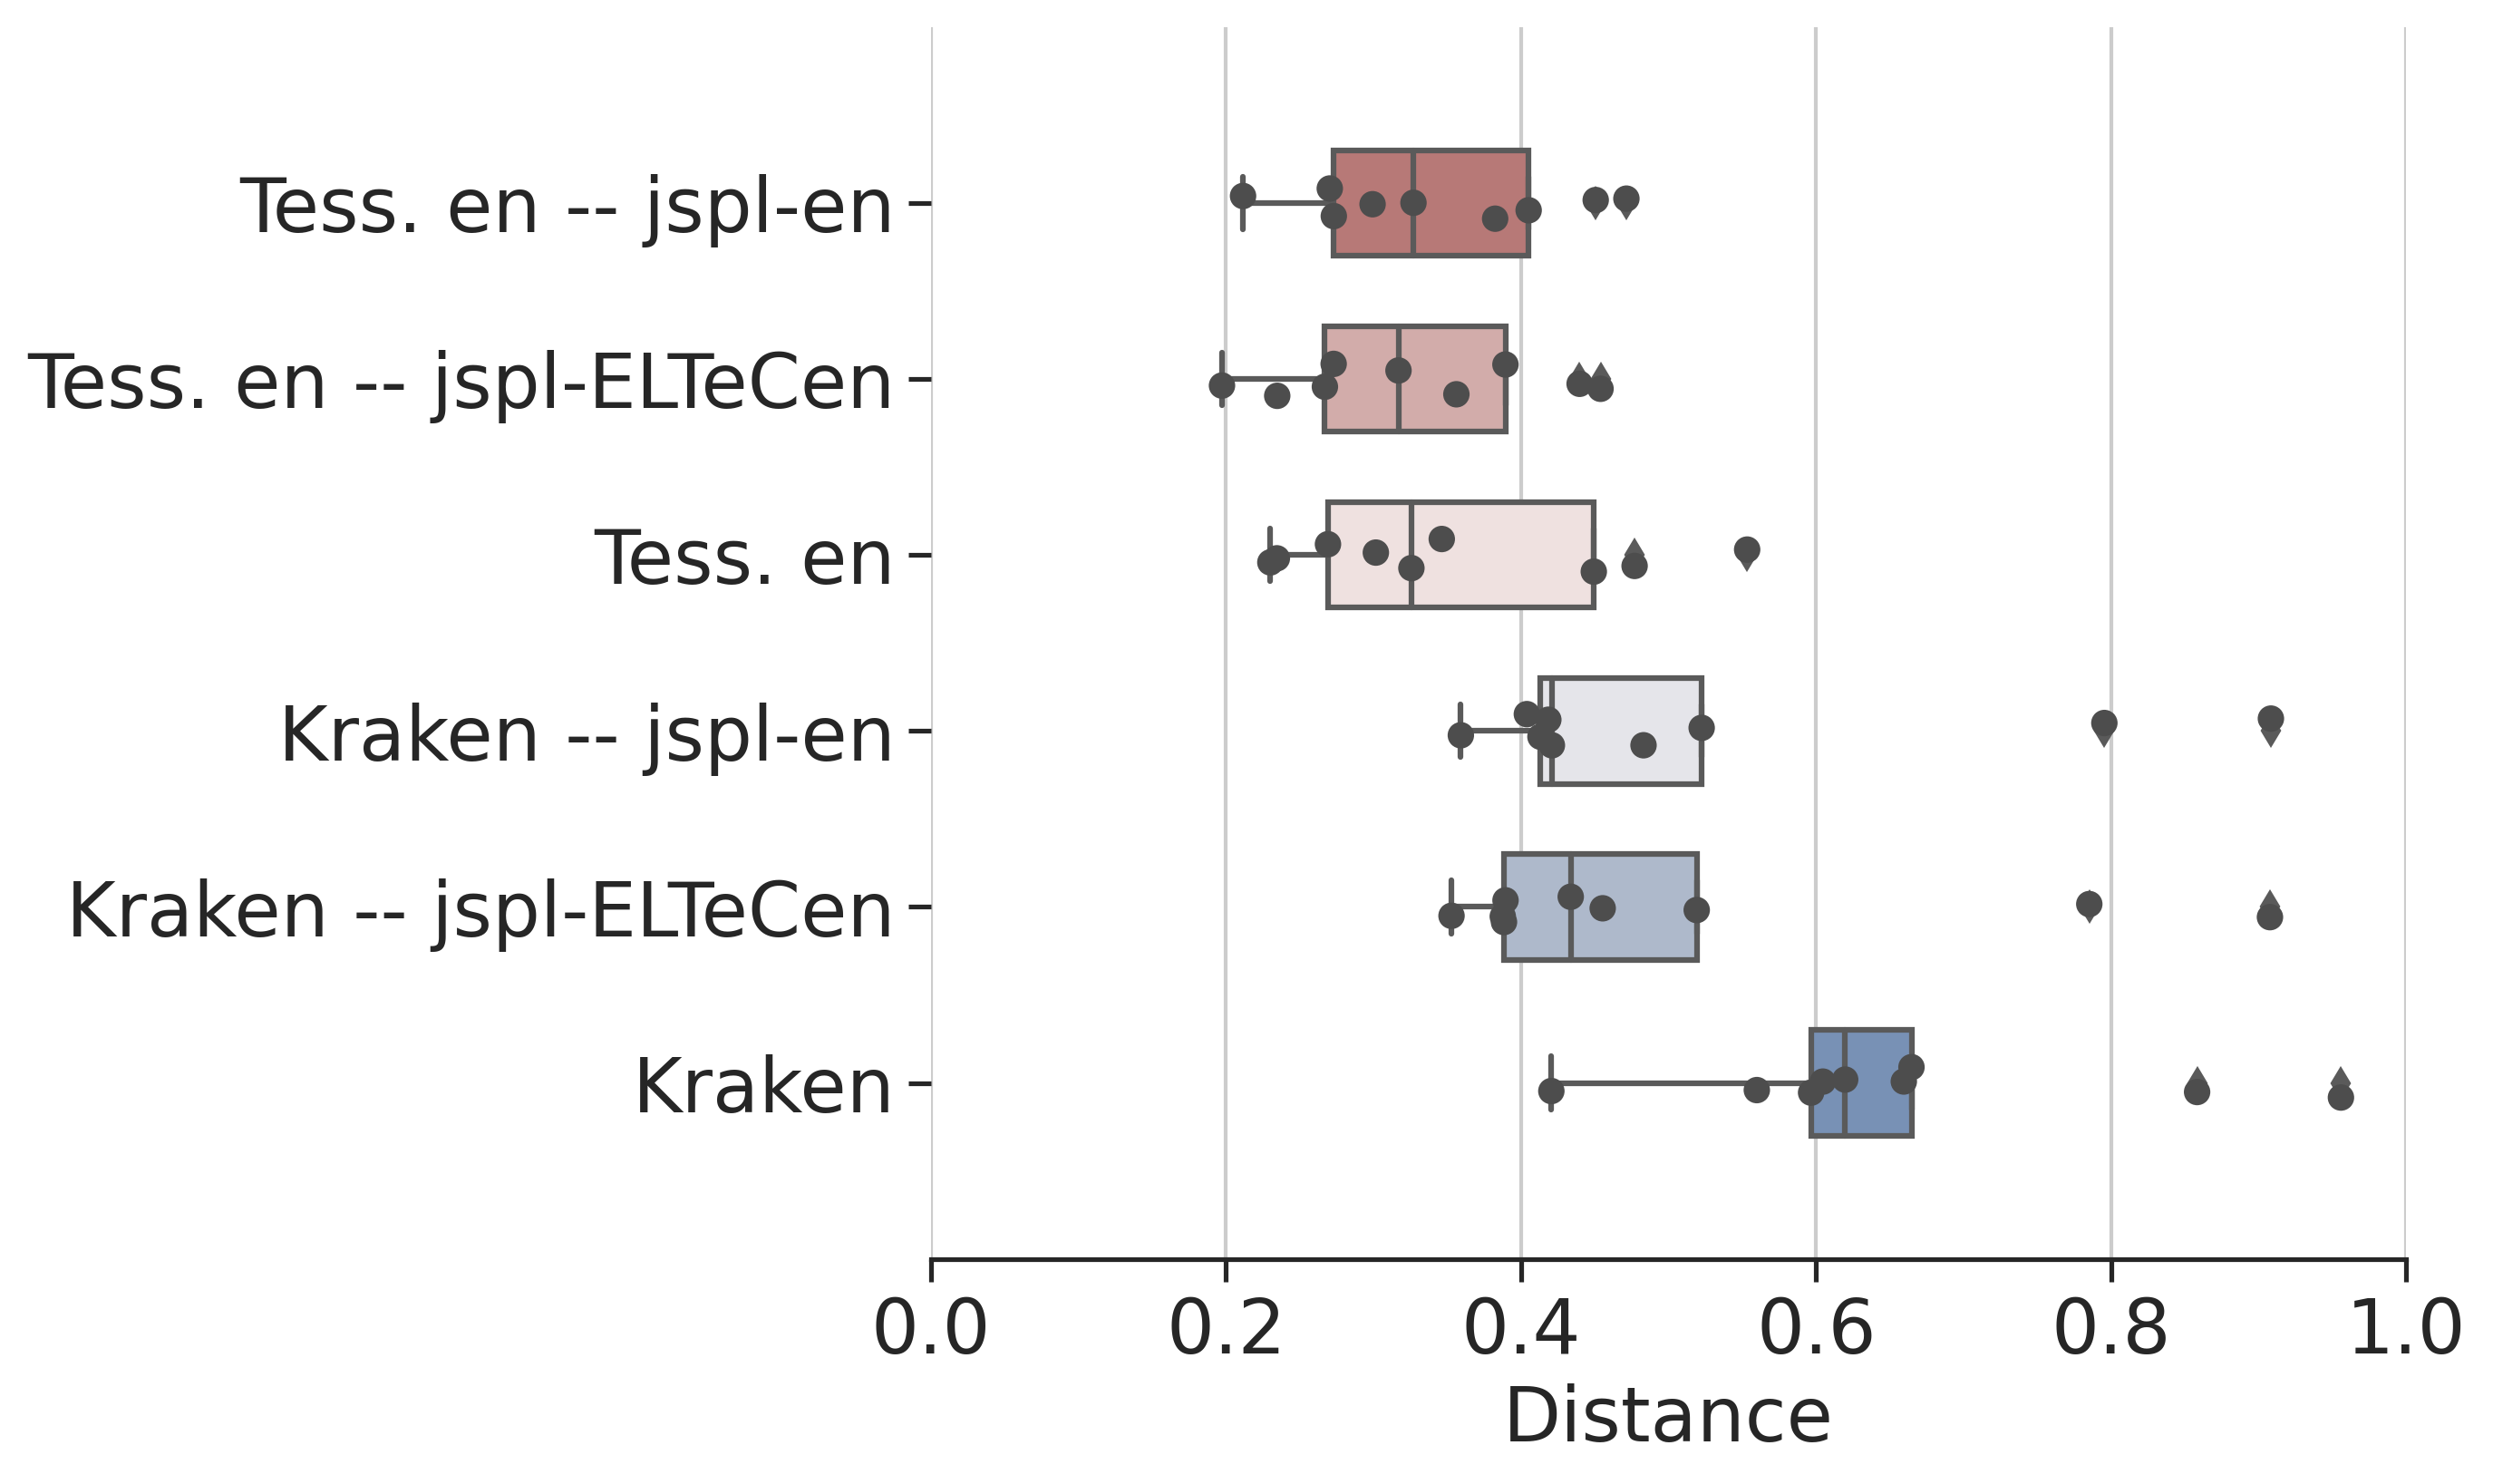 Tess. en -- jspl-en
Tess. en -- jspl-ELTeCen
Tess. en
Kraken -- jspl-en
Kraken -- jspl-ELTeCen
Kraken
0.0 0.2 0.4 0.6 0.8 1.0
Distance